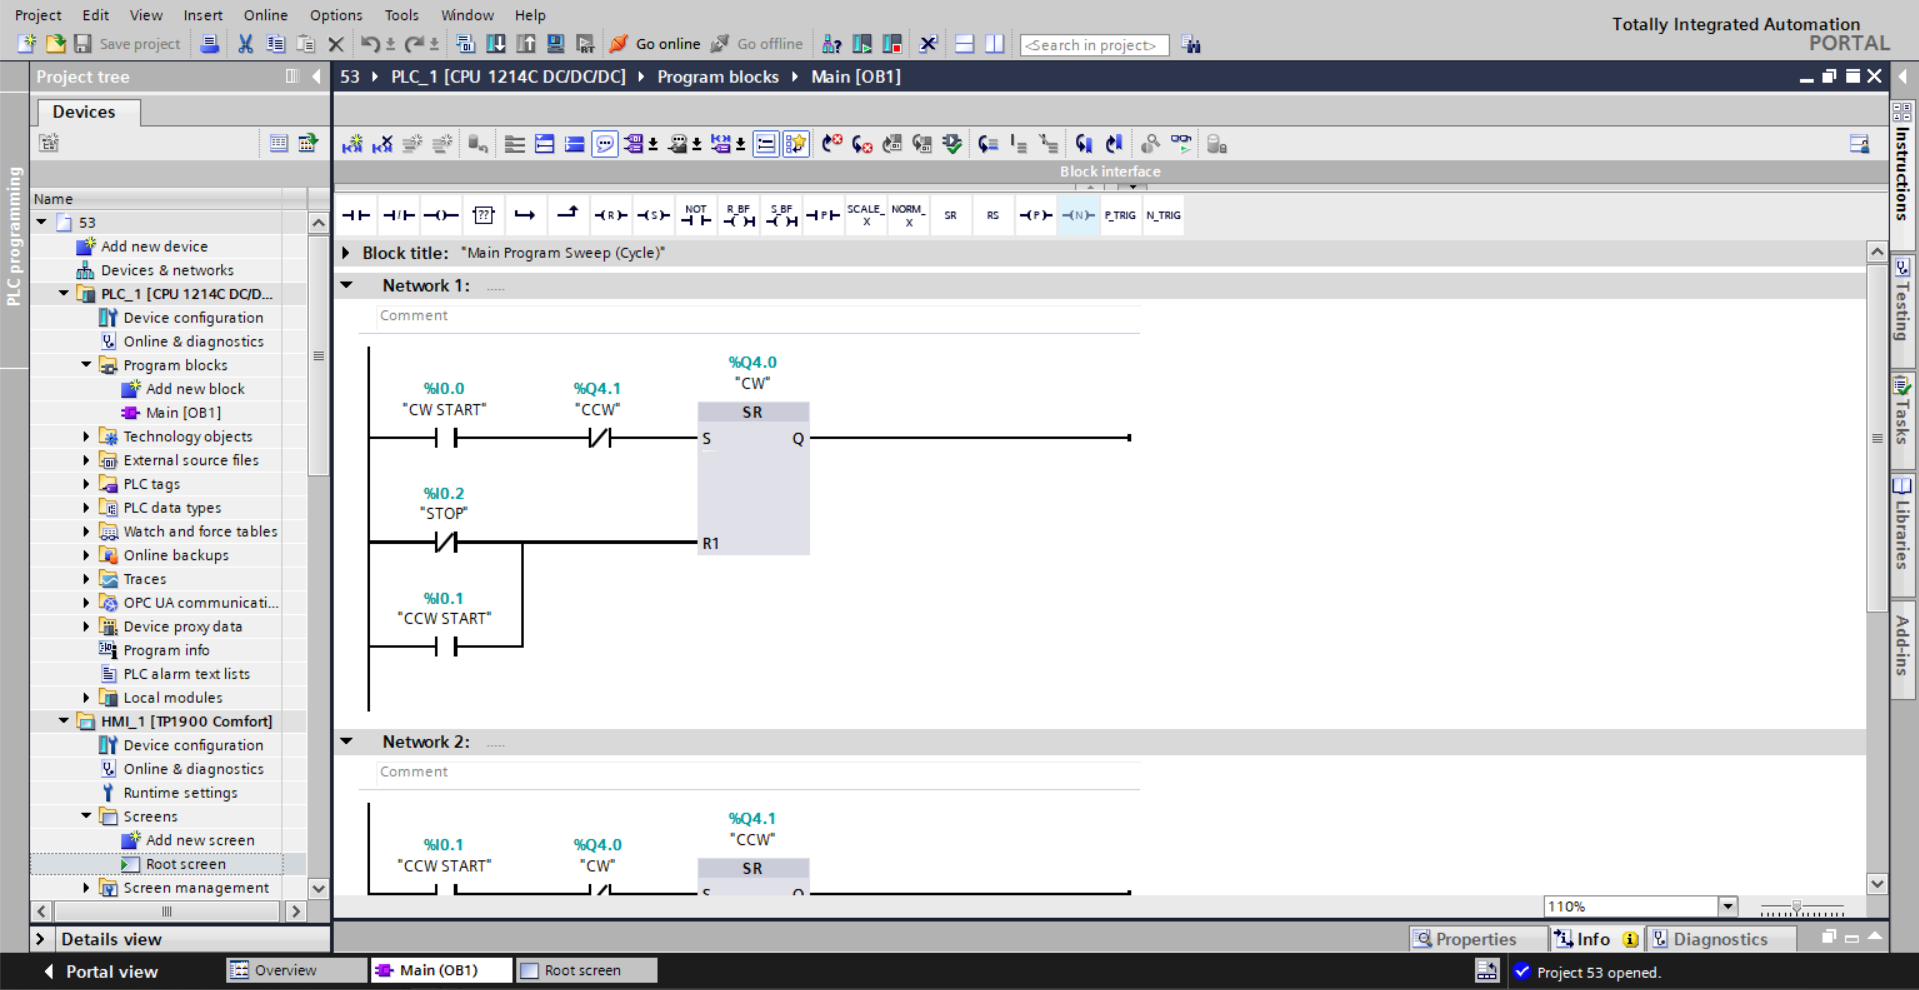 Project Edit View Insert Online Options Tools Window Help
Totally Integrated Automation
PORTAL
Save project
Go online
Go offline
<Search in project>
Project tree
53 PLC_1 [CPU 1214C DC/DC/DC] Program blocks Main [OB1]
Devices
Block interface
PLC programming
Name
53
Add new device
Devices & networks
PLC_1 [CPU 1214C DC/D...
Device configuration
Online & diagnostics
Program blocks
Add new block
Main [OB1]
Technology objects
External source files
PLC tags
PLC data types
Watch and force tables
Online backups
Traces
OPC UA communicati...
Device proxy data
Program info
PLC alarm text lists
Local modules
HMI_1 [TP1900 Comfort]
Device configuration
Online & diagnostics
Runtime settings
Screens
Add new screen
Root screen
Screen management
Details view
?? R S NOT R_BF S_BF P SCALE_X NORM_X SR RS P N P_TRIG N_TRIG
Block title: "Main Program Sweep (Cycle)"
Network 1: .....
Comment
%Q4.0
"CW"
%I0.0
"CW START"
%Q4.1
"CCW"
SR
S Q
%I0.2
"STOP"
R1
%I0.1
"CCW START"
Network 2: .....
Comment
%Q4.1
"CCW"
%I0.1
"CCW START"
%Q4.0
"CW"
SR
S Q
110%
Instructions
Testing
Tasks
Libraries
Add-ins
Properties
Info
Diagnostics
Portal view
Overview
Main (OB1)
Root screen
Project 53 opened.